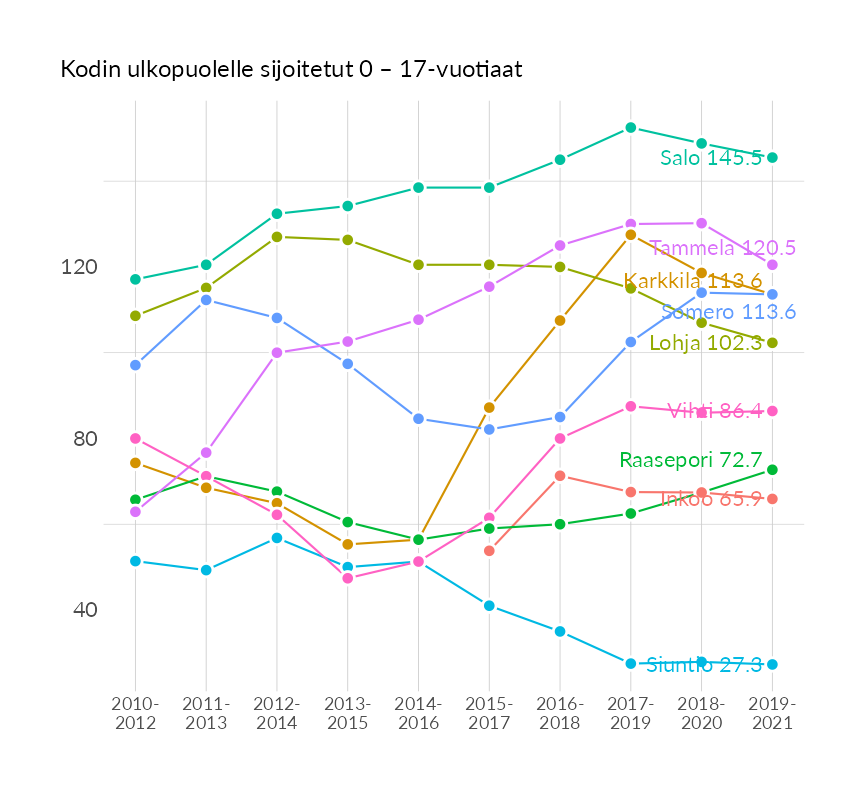 Kodin ulkopuolelle sijoitetut 0 – 17-vuotiaat
Salo 145.5
Tammela 120.5
120
Karkkila 113.6
Somero 113.6
Lohja 102.3
Vihti 86.4
80
Raasepori 72.7
Inkoo 65.9
40
Siuntio 27.3
2010-
2012
2011-
2013
2012-
2014
2013-
2015
2014-
2016
2015-
2017
2016-
2018
2017-
2019
2018-
2020
2019-
2021